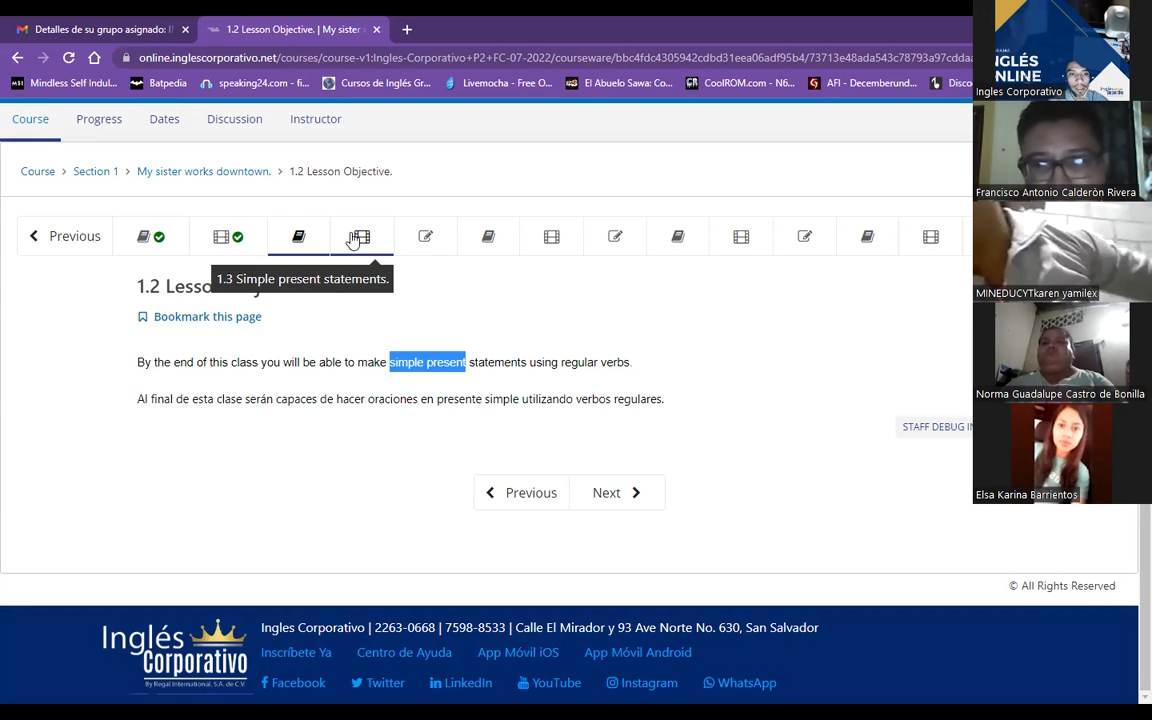 Detalles de su grupo asignado: I
1.2 Lesson Objective. | My sister
online.inglescorporativo.net/courses/course-v1:Ingles-Corporativo+P2+FC-07-2022/courseware/bbc4fdc4305942cdbd31eea06adf95b4/73713e48ada543c78793a97cdda
Mindless Self Indul...
Batpedia
speaking24.com - fi...
Cursos de Inglés Gr...
Livemocha - Free O...
El Abuelo Sawa: Co...
CoolROM.com - N6...
AFI - Decemberund...
Disco
INGLÉS
ONLINE
Ingles Corporativo
Course
Progress
Dates
Discussion
Instructor
Course > Section 1 > My sister works downtown. > 1.2 Lesson Objective.
Francisco Antonio Calderòn Rivera
Previous
1.3 Simple present statements.
1.2 Lesso
MINEDUCYTkaren yamilex
Bookmark this page
By the end of this class you will be able to make simple present statements using regular verbs.
Al final de esta clase serán capaces de hacer oraciones en presente simple utilizando verbos regulares.
Norma Guadalupe Castro de Bonilla
STAFF DEBUG IN
Previous
Next
Elsa Karina Barrientos
© All Rights Reserved
Inglés
Corporativo
By Regal International, S.A. de C.V.
Ingles Corporativo | 2263-0668 | 7598-8533 | Calle El Mirador y 93 Ave Norte No. 630, San Salvador
Inscríbete Ya
Centro de Ayuda
App Móvil iOS
App Móvil Android
Facebook
Twitter
LinkedIn
YouTube
Instagram
WhatsApp